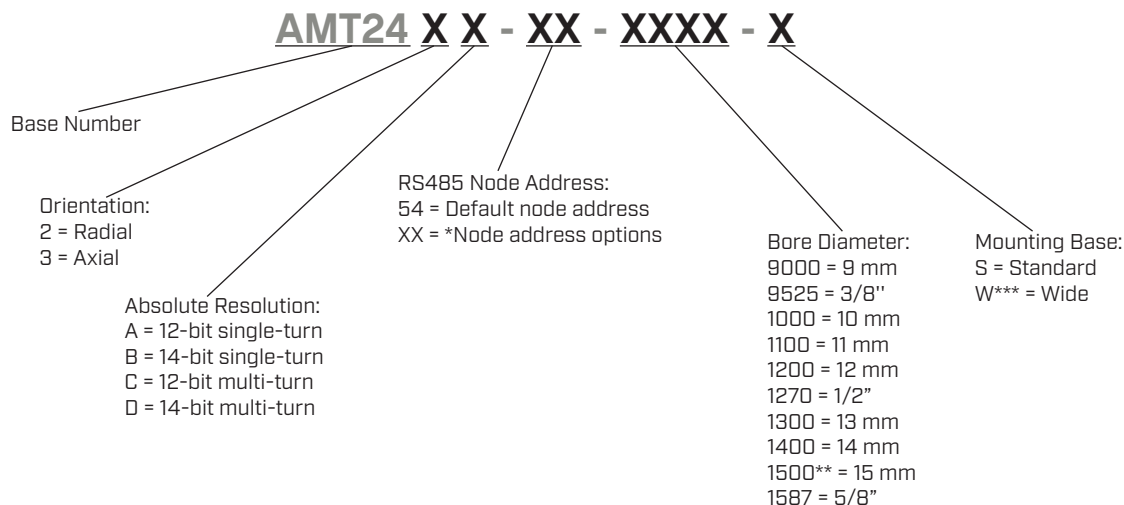 AMT24 X X - XX - XXXX - X
Base Number
Orientation:
2 = Radial
3 = Axial
Absolute Resolution:
A = 12-bit single-turn
B = 14-bit single-turn
C = 12-bit multi-turn
D = 14-bit multi-turn
RS485 Node Address:
54 = Default node address
XX = *Node address options
Bore Diameter:
9000 = 9 mm
9525 = 3/8''
1000 = 10 mm
1100 = 11 mm
1200 = 12 mm
1270 = 1/2”
1300 = 13 mm
1400 = 14 mm
1500** = 15 mm
1587 = 5/8”
Mounting Base:
S = Standard
W*** = Wide